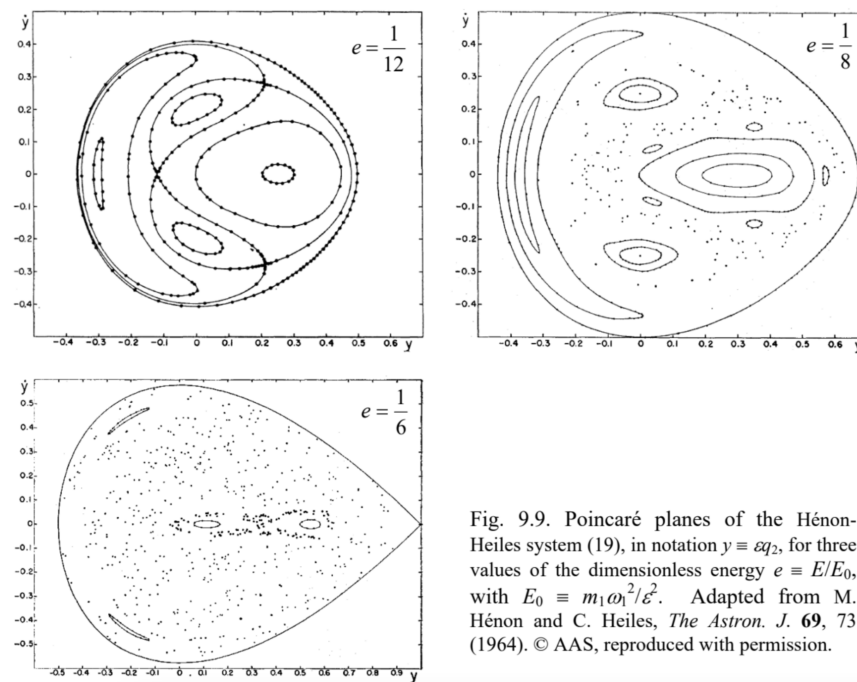 ẏ
e = 1/12
0.4
0.3
0.2
0.1
0
-0.1
-0.2
-0.3
-0.4
-0.4 -0.3 -0.2 -0.1 0 0.1 0.2 0.3 0.4 0.5 0.6 y
ẏ
e = 1/8
0.4
0.3
0.2
0.1
0
-0.1
-0.2
-0.3
-0.4
-0.4 -0.3 -0.2 -0.1 0 0.1 0.2 0.3 0.4 0.5 0.6 y
ẏ
e = 1/6
0.5
0.4
0.3
0.2
0.1
0
-0.1
-0.2
-0.3
-0.4
-0.5
-0.5 -0.4 -0.3 -0.2 -0.1 0 0.1 0.2 0.3 0.4 0.5 0.6 0.7 0.8 0.9 y
Fig. 9.9. Poincaré planes of the Hénon-
Heiles system (19), in notation y ≡ εq₂, for three
values of the dimensionless energy e ≡ E/E₀,
with E₀ ≡ m₁ω₁²/ε². Adapted from M.
Hénon and C. Heiles, The Astron. J. 69, 73
(1964). © AAS, reproduced with permission.